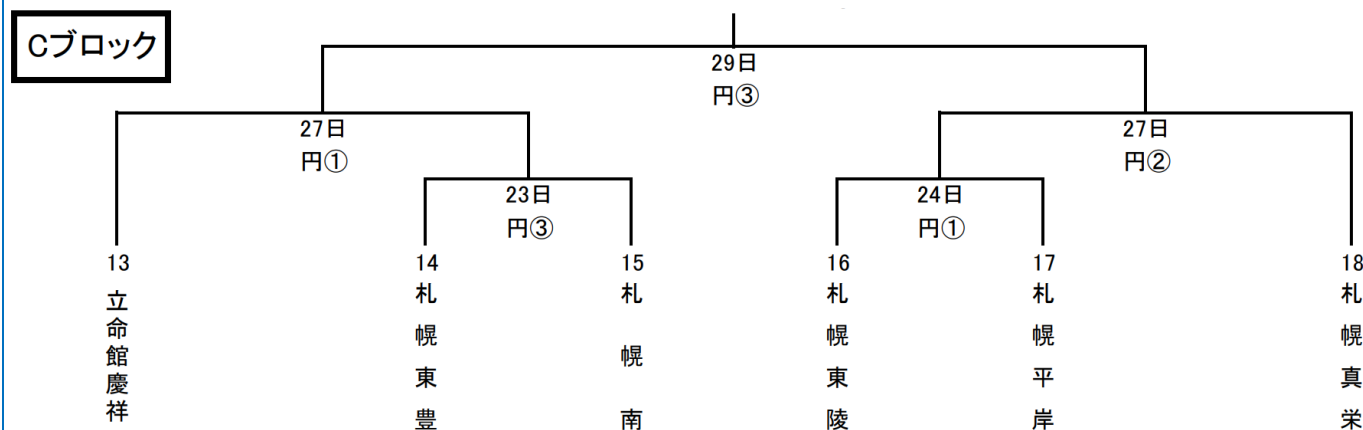 Cブロック
29日
円③
27日
円①
27日
円②
23日
円③
24日
円①
13
立命館慶祥
14
札幌東豊
15
札幌南
16
札幌東陵
17
札幌平岸
18
札幌真栄